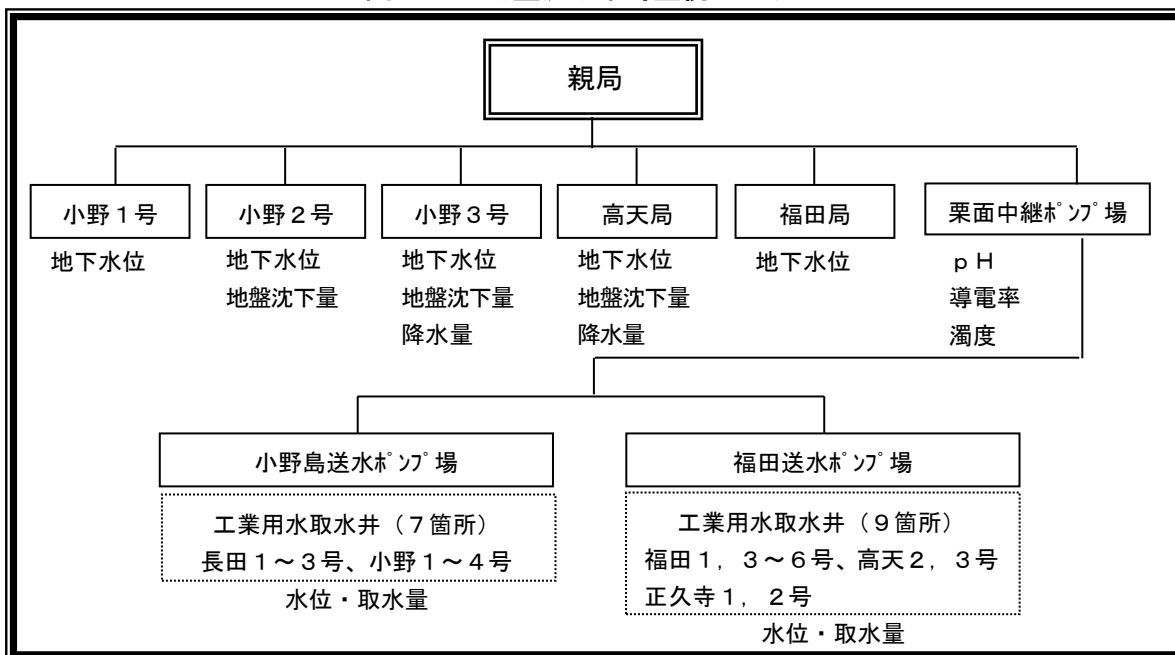 親局
小野１号
小野２号
小野３号
高天局
福田局
栗面中継ﾎﾟﾝﾌﾟ場
地下水位
地下水位
地盤沈下量
地下水位
地盤沈下量
降水量
地下水位
地盤沈下量
降水量
地下水位
ｐＨ
導電率
濁度
小野島送水ﾎﾟﾝﾌﾟ場
工業用水取水井（７箇所）
長田１～３号、小野１～４号
水位・取水量
福田送水ﾎﾟﾝﾌﾟ場
工業用水取水井（９箇所）
福田１，３～６号、高天２，３号
正久寺１，２号
水位・取水量